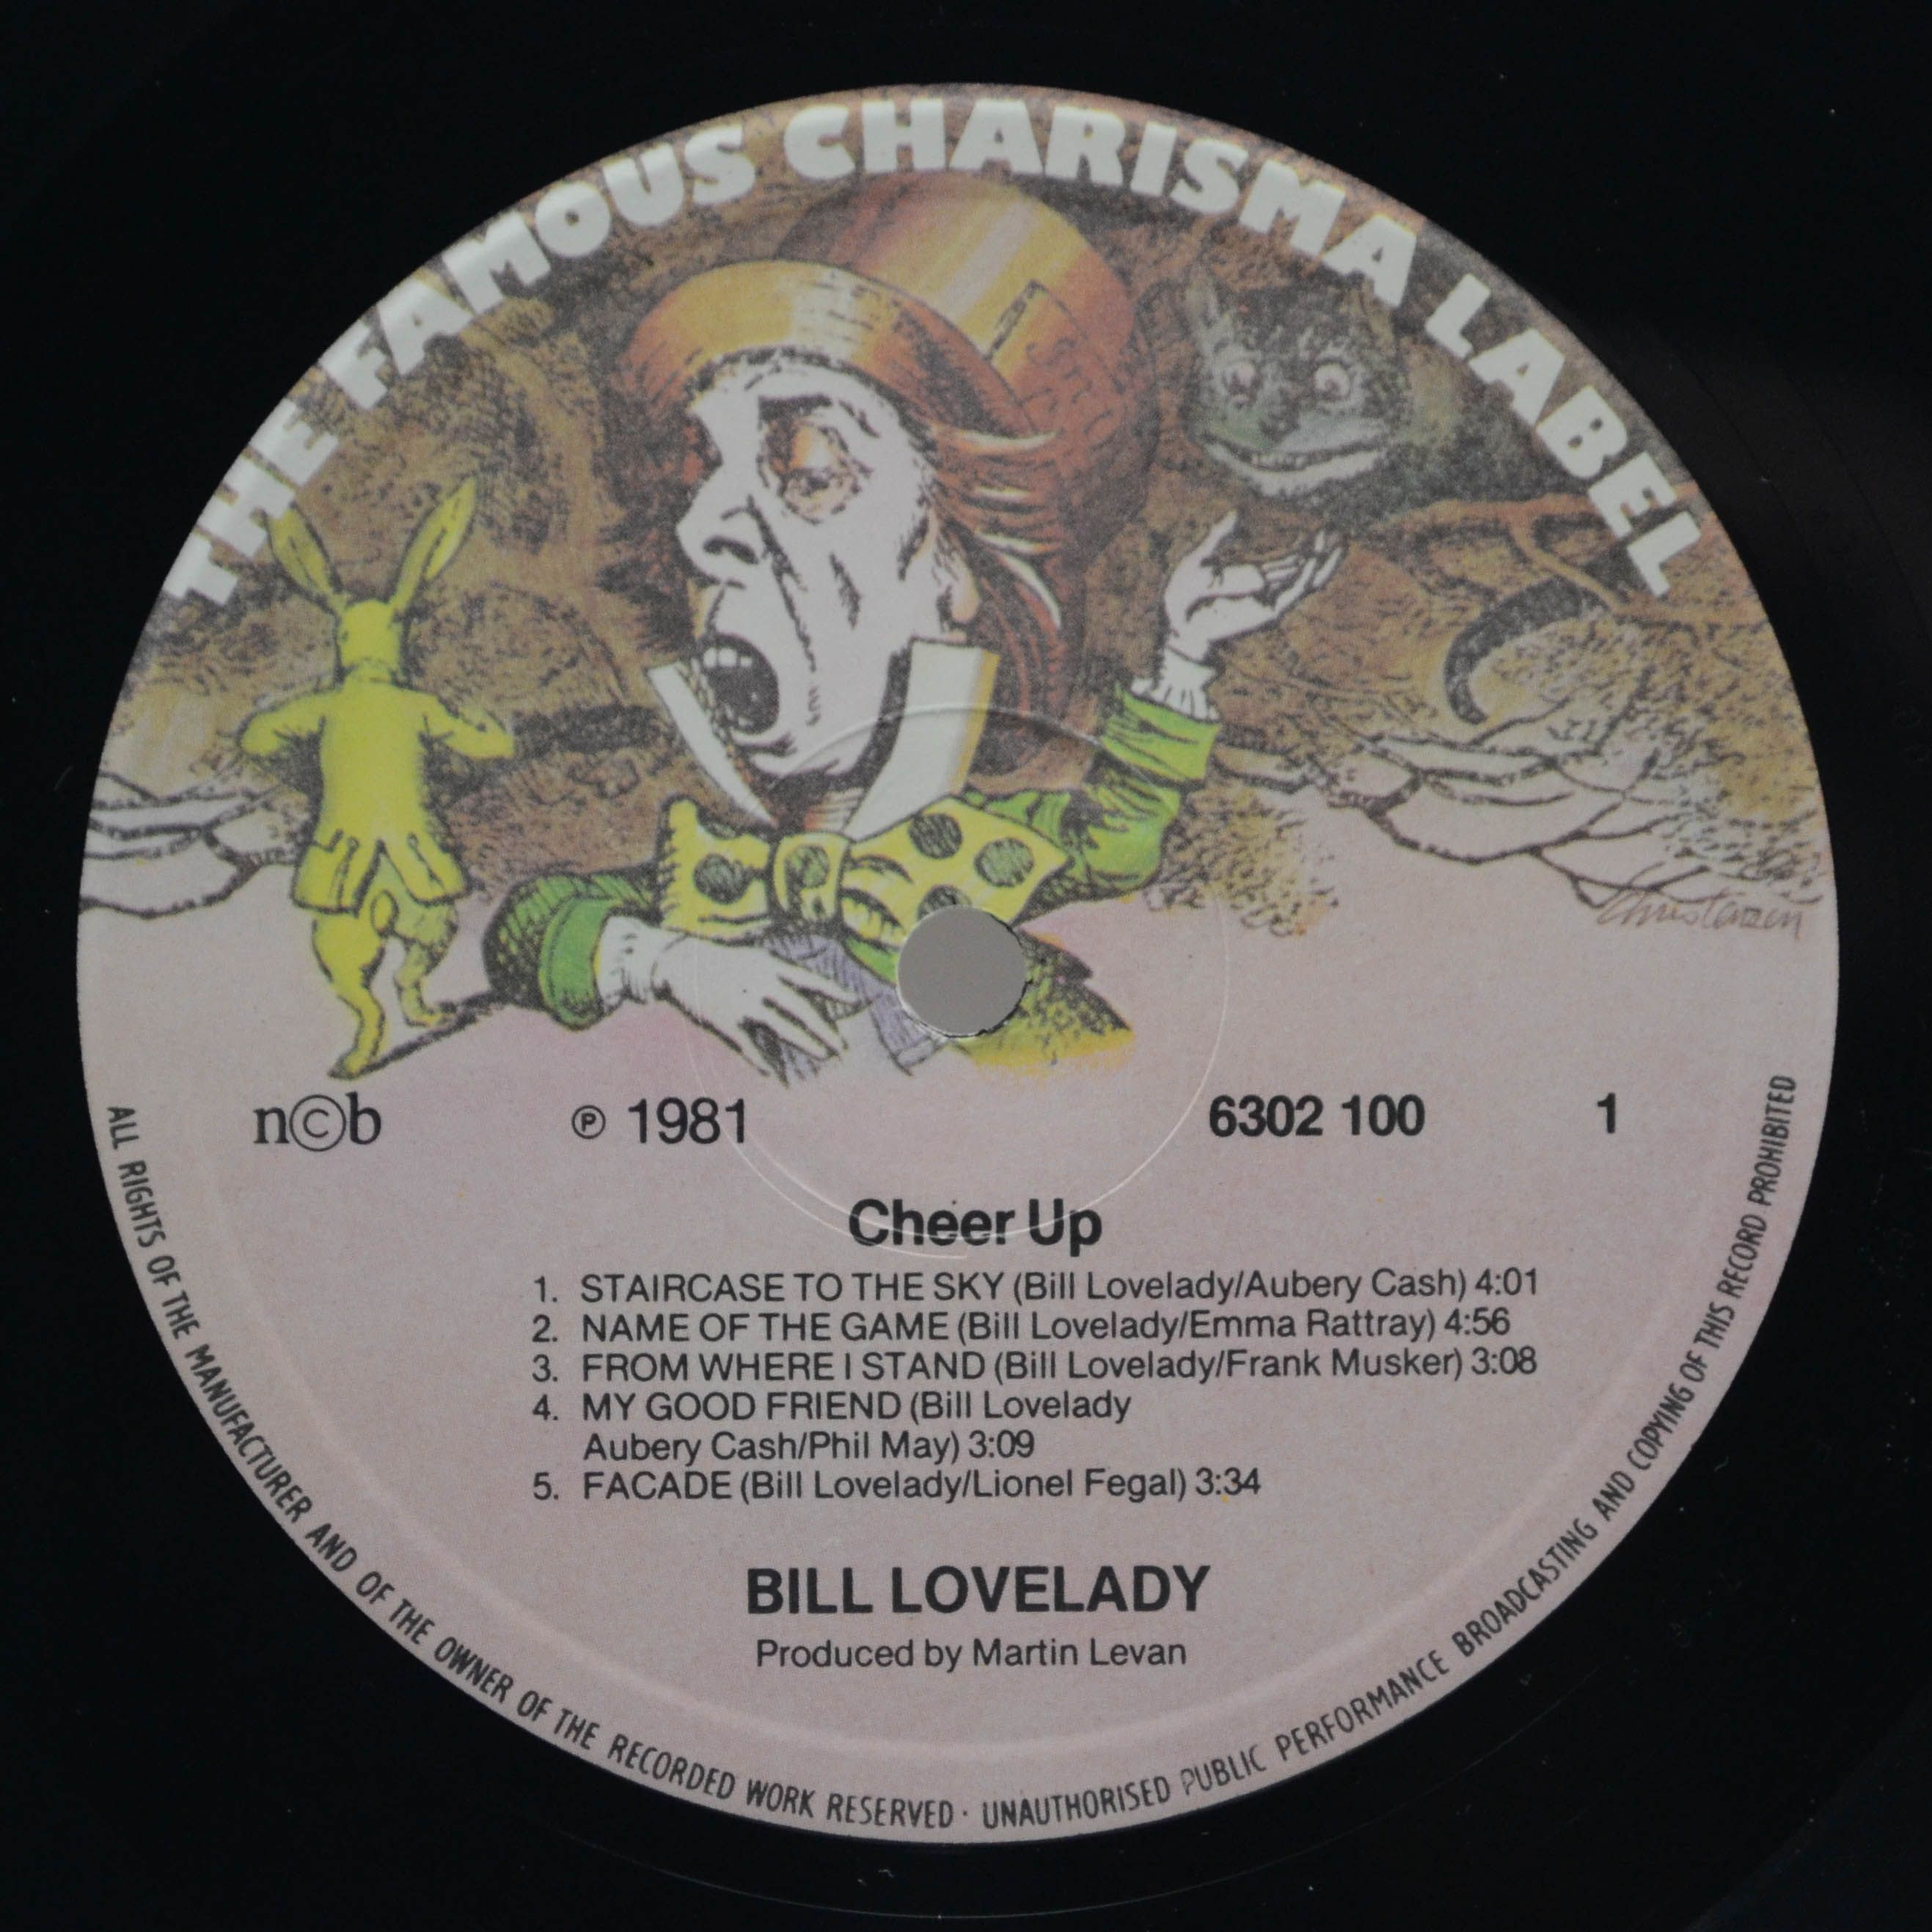 THE FAMOUS CHARISMA LABEL
Christensen
n©b ℗ 1981 6302 100 1
Cheer Up
1. STAIRCASE TO THE SKY (Bill Lovelady/Aubery Cash) 4:01
2. NAME OF THE GAME (Bill Lovelady/Emma Rattray) 4:56
3. FROM WHERE I STAND (Bill Lovelady/Frank Musker) 3:08
4. MY GOOD FRIEND (Bill Lovelady
Aubery Cash/Phil May) 3:09
5. FACADE (Bill Lovelady/Lionel Fegal) 3:34
BILL LOVELADY
Produced by Martin Levan
ALL RIGHTS OF THE MANUFACTURER AND OF THE OWNER OF THE RECORDED WORK RESERVED · UNAUTHORISED PUBLIC PERFORMANCE BROADCASTING AND COPYING OF THIS RECORD PROHIBITED